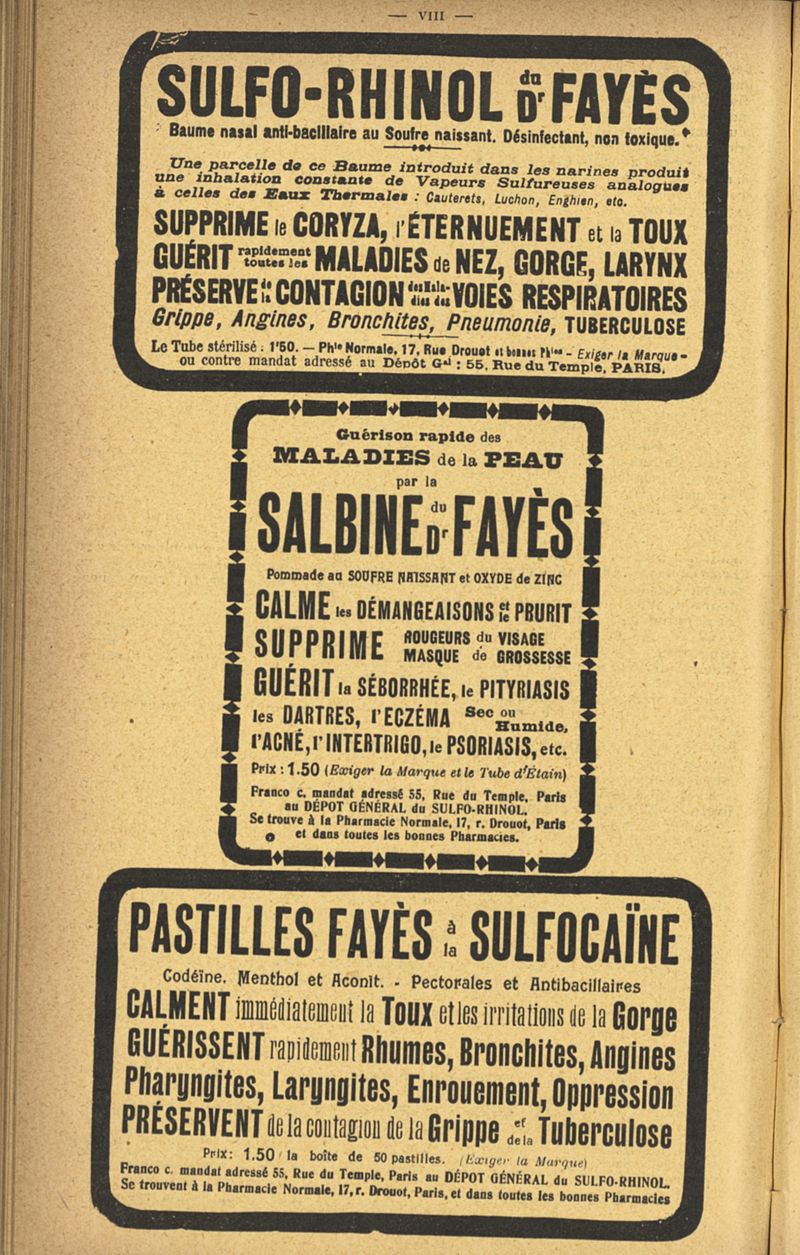 — VIII —
SULFO-RHINOL du Dr FAYÈS
Baume nasal anti-bacillaire au Soufre naissant. Désinfectant, non toxique.
Une parcelle de ce Baume introduit dans les narines produit
une inhalation constante de Vapeurs Sulfureuses analogues
à celles des Eaux Thermales : Cauterets, Luchon, Enghien, etc.
SUPPRIME le CORYZA, l'ÉTERNUEMENT et la TOUX
GUÉRIT rapidement toutes les MALADIES de NEZ, GORGE, LARYNX
PRÉSERVE de la CONTAGION VOIES RESPIRATOIRES
Grippe, Angines, Bronchites, Pneumonie, TUBERCULOSE
Le Tube stérilisé : 1'50. — Phie Normale, 17, Rue Drouot et bonnes Phies - Exiger la Marque -
ou contre mandat adressé au Dépôt Gal : 55, Rue du Temple, PARIS.
Guérison rapide des
MALADIES de la PEAU
par la
SALBINE du Dr FAYÈS
Pommade au SOUFRE NAISSANT et OXYDE de ZINC
CALME les DÉMANGEAISONS et le PRURIT
SUPPRIME ROUGEURS du VISAGE
MASQUE de GROSSESSE
GUÉRIT la SÉBORRHÉE, le PITYRIASIS
les DARTRES, l'ECZÉMA Sec ou Humide,
l'ACNÉ, l'INTERTRIGO, le PSORIASIS, etc.
Prix : 1.50 (Exiger la Marque et le Tube d'Étain)
Franco c. mandat adressé 55, Rue du Temple, Paris
au DÉPOT GÉNÉRAL du SULFO-RHINOL.
Se trouve à la Pharmacie Normale, 17, r. Drouot, Paris
et dans toutes les bonnes Pharmacies.
PASTILLES FAYÈS à la SULFOCAÏNE
Codéïne, Menthol et Aconit. - Pectorales et Antibacillaires
CALMENT immédiatement la Toux et les irritations de la Gorge
GUÉRISSENT rapidement Rhumes, Bronchites, Angines
Pharyngites, Laryngites, Enrouement, Oppression
PRÉSERVENT de la contagion de la Grippe et de la Tuberculose
Prix: 1.50 la boîte de 50 pastilles. (Exiger la Marque)
Franco c. mandat adressé 55, Rue du Temple, Paris au DÉPOT GÉNÉRAL du SULFO-RHINOL.
Se trouvent à la Pharmacie Normale, 17, r. Drouot, Paris, et dans toutes les bonnes Pharmacies